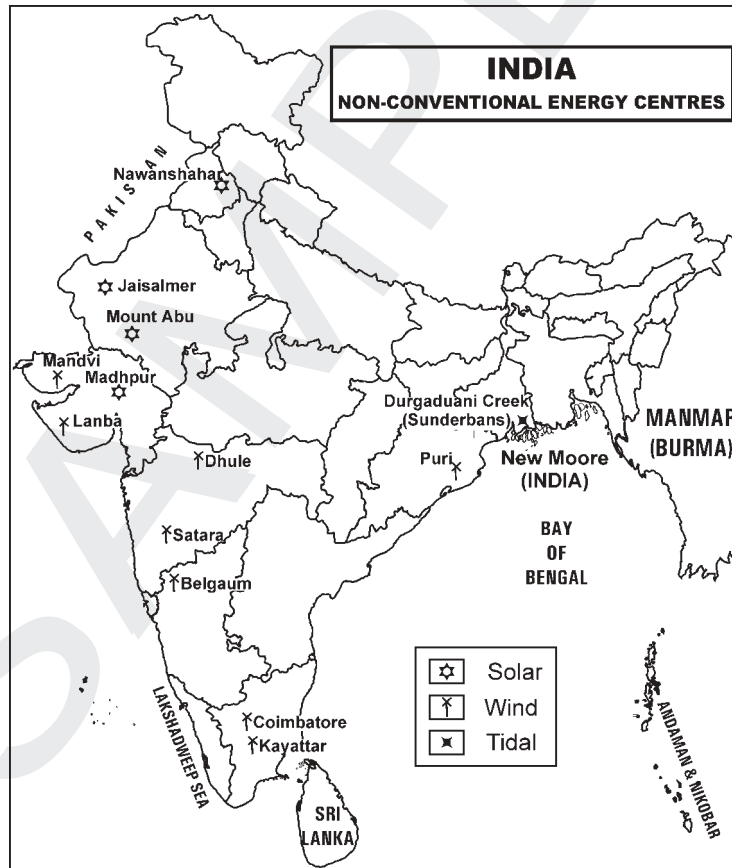 INDIA
NON-CONVENTIONAL ENERGY CENTRES
PAKISTAN
Nawanshahar
Jaisalmer
Mount Abu
Mandvi
Madhpur
Lanba
Dhule
Durgaduani Creek
(Sunderbans)
Puri
New Moore
(INDIA)
MANMAR
(BURMA)
Satara
Belgaum
BAY
OF
BENGAL
Solar
Wind
Tidal
Coimbatore
Kayattar
LAKSHADWEEP SEA
ANDAMAN & NIKOBAR
SRI
LANKA
SAMPLE